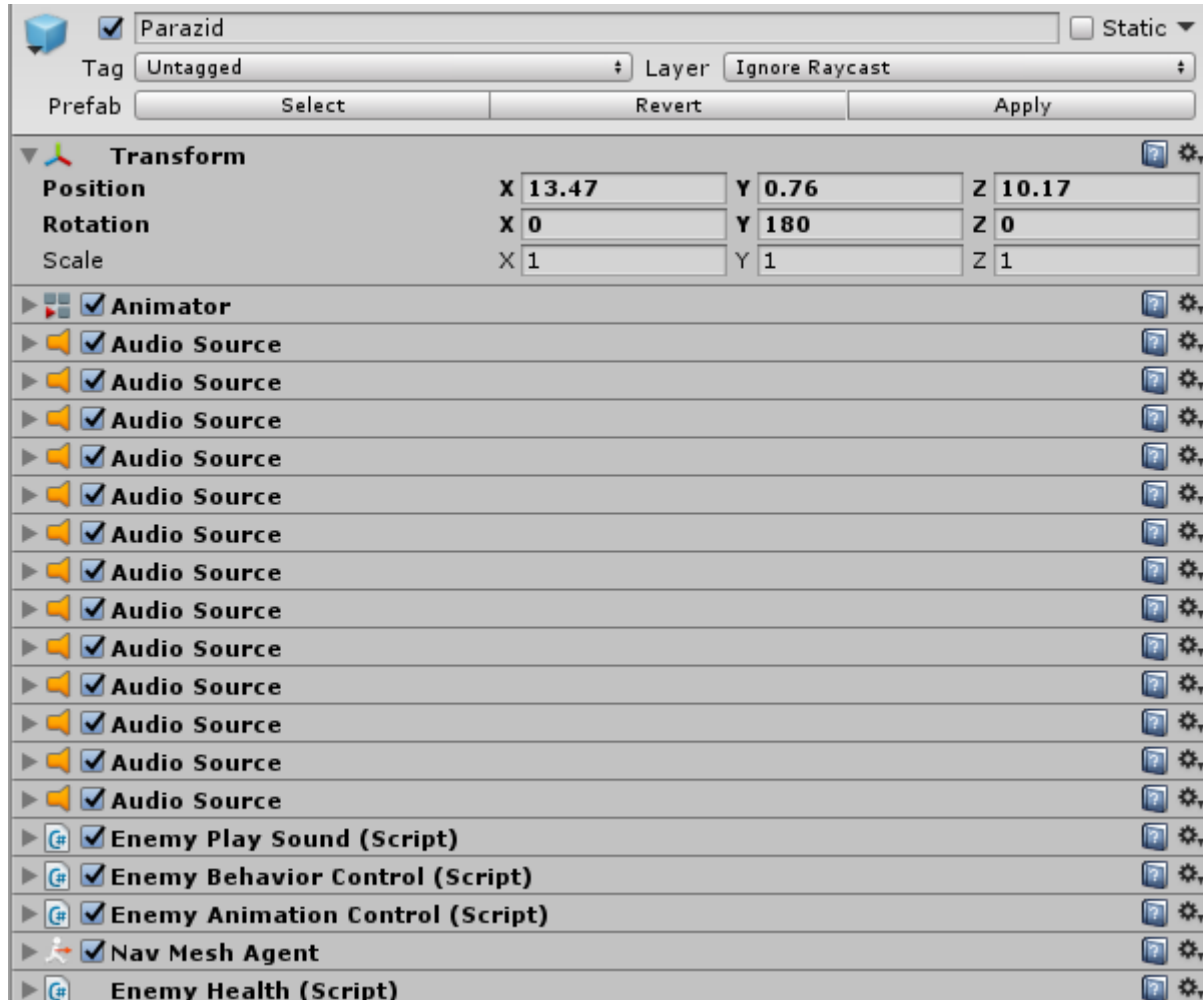 Parazid Static
Tag Untagged Layer Ignore Raycast
Prefab Select Revert Apply
Transform
Position X 13.47 Y 0.76 Z 10.17
Rotation X 0 Y 180 Z 0
Scale X 1 Y 1 Z 1
Animator
Audio Source
Audio Source
Audio Source
Audio Source
Audio Source
Audio Source
Audio Source
Audio Source
Audio Source
Audio Source
Audio Source
Audio Source
Audio Source
Enemy Play Sound (Script)
Enemy Behavior Control (Script)
Enemy Animation Control (Script)
Nav Mesh Agent
Enemy Health (Script)